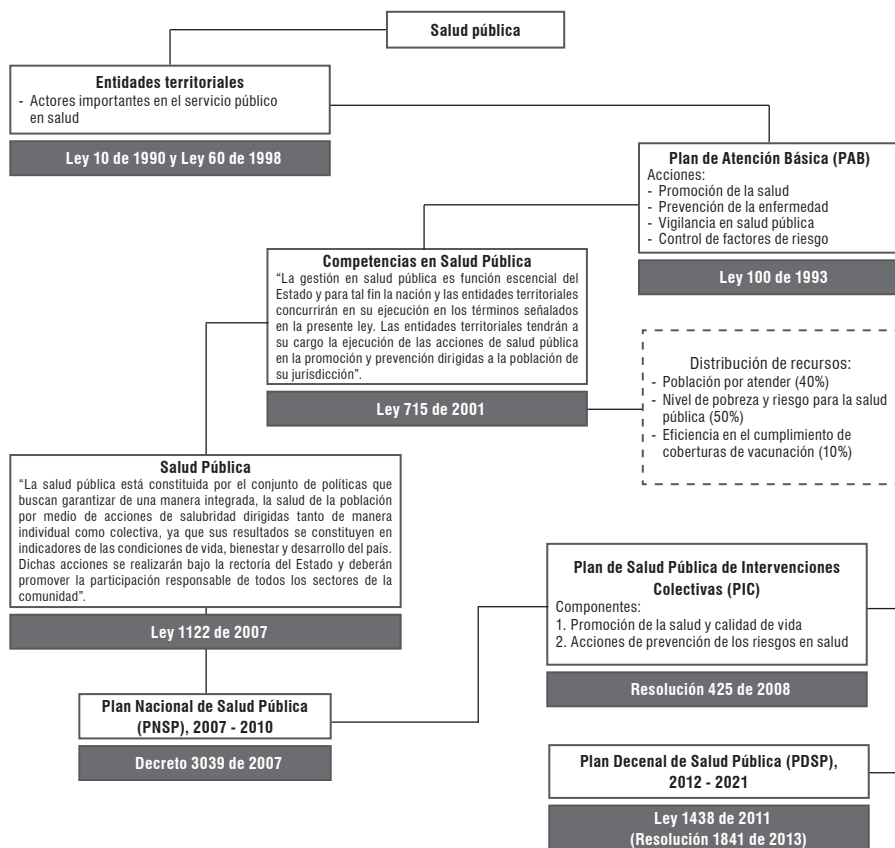 Salud pública
Entidades territoriales
- Actores importantes en el servicio público
en salud
Ley 10 de 1990 y Ley 60 de 1998
Plan de Atención Básica (PAB)
Acciones:
- Promoción de la salud
- Prevención de la enfermedad
- Vigilancia en salud pública
- Control de factores de riesgo
Ley 100 de 1993
Competencias en Salud Pública
“La gestión en salud pública es función escencial del
Estado y para tal fin la nación y las entidades territoriales
concurrirán en su ejecución en los términos señalados
en la presente ley. Las entidades territoriales tendrán a
su cargo la ejecución de las acciones de salud pública
en la promoción y prevención dirigidas a la población de
su jurisdicción”.
Ley 715 de 2001
Distribución de recursos:
- Población por atender (40%)
- Nivel de pobreza y riesgo para la salud
pública (50%)
- Eficiencia en el cumplimiento de
coberturas de vacunación (10%)
Salud Pública
“La salud pública está constituida por el conjunto de políticas que
buscan garantizar de una manera integrada, la salud de la población
por medio de acciones de salubridad dirigidas tanto de manera
individual como colectiva, ya que sus resultados se constituyen en
indicadores de las condiciones de vida, bienestar y desarrollo del país.
Dichas acciones se realizarán bajo la rectoría del Estado y deberán
promover la participación responsable de todos los sectores de la
comunidad”.
Ley 1122 de 2007
Plan de Salud Pública de Intervenciones
Colectivas (PIC)
Componentes:
1. Promoción de la salud y calidad de vida
2. Acciones de prevención de los riesgos en salud
Resolución 425 de 2008
Plan Nacional de Salud Pública
(PNSP), 2007 - 2010
Decreto 3039 de 2007
Plan Decenal de Salud Pública (PDSP),
2012 - 2021
Ley 1438 de 2011
(Resolución 1841 de 2013)